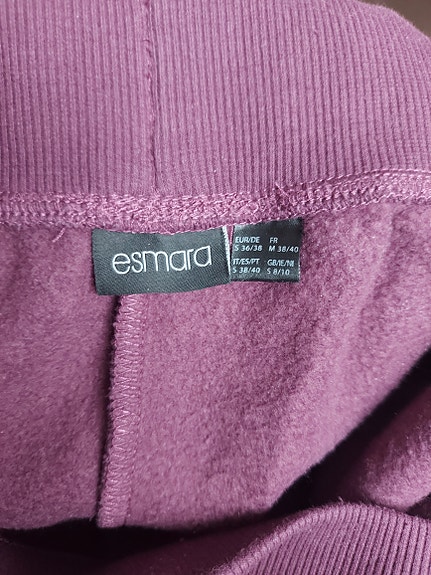 esmara
EUR/DE FR
S 36/38 M 38/40
IT/ES/PT GB/IE/NI
S 38/40 S 8/10